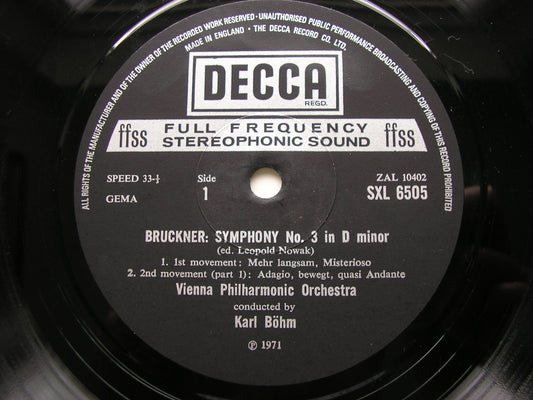 ALL RIGHTS OF THE MANUFACTURER AND OF THE OWNER OF THE RECORDED WORK RESERVED · UNAUTHORISED PUBLIC PERFORMANCE BROADCASTING AND COPYING OF THIS RECORD PROHIBITED
MADE IN ENGLAND · THE DECCA RECORD CO. LTD.
DECCA
REGD.
ffss FULL FREQUENCY STEREOPHONIC SOUND ffss
SPEED 33-⅓ Side 1 ZAL 10402
GEMA SXL 6505
BRUCKNER: SYMPHONY No. 3 in D minor
(ed. Leopold Nowak)
1. 1st movement: Mehr langsam, Misterioso
2. 2nd movement (part 1): Adagio, bewegt, quasi Andante
Vienna Philharmonic Orchestra
conducted by
Karl Böhm
℗ 1971